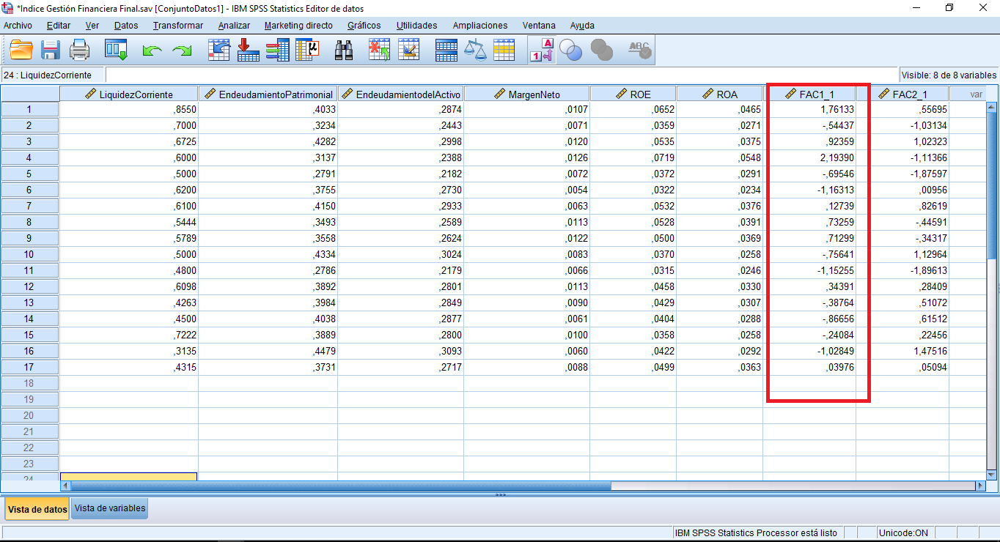 *Indice Gestión Financiera Final.sav [ConjuntoDatos1] - IBM SPSS Statistics Editor de datos
Archivo Editar Ver Datos Transformar Analizar Marketing directo Gráficos Utilidades Ampliaciones Ventana Ayuda
24 : LiquidezCorriente Visible: 8 de 8 variables
LiquidezCorriente EndeudamientoPatrimonial EndeudamientodelActivo MargenNeto ROE ROA FAC1_1 FAC2_1 var
1 ,8550 ,4033 ,2874 ,0107 ,0652 ,0465 1,76133 ,55695
2 ,7000 ,3234 ,2443 ,0071 ,0359 ,0271 -,54437 -1,03134
3 ,6725 ,4282 ,2998 ,0120 ,0535 ,0375 ,92359 1,02323
4 ,6000 ,3137 ,2388 ,0126 ,0719 ,0548 2,19390 -1,11366
5 ,5000 ,2791 ,2182 ,0072 ,0372 ,0291 -,69546 -1,87597
6 ,6200 ,3755 ,2730 ,0054 ,0322 ,0234 -1,16313 ,00956
7 ,6100 ,4150 ,2933 ,0063 ,0532 ,0376 ,12739 ,82619
8 ,5444 ,3493 ,2589 ,0113 ,0528 ,0391 ,73259 -,44591
9 ,5789 ,3558 ,2624 ,0122 ,0500 ,0369 ,71299 -,34317
10 ,5000 ,4334 ,3024 ,0083 ,0370 ,0258 -,75641 1,12964
11 ,4800 ,2786 ,2179 ,0066 ,0315 ,0246 -1,15255 -1,89613
12 ,6098 ,3892 ,2801 ,0113 ,0458 ,0330 ,34391 ,28409
13 ,4263 ,3984 ,2849 ,0090 ,0429 ,0307 -,38764 ,51072
14 ,4500 ,4038 ,2877 ,0061 ,0404 ,0288 -,86656 ,61512
15 ,7222 ,3889 ,2800 ,0100 ,0358 ,0258 -,24084 ,22456
16 ,3135 ,4479 ,3093 ,0060 ,0422 ,0292 -1,02849 1,47516
17 ,4315 ,3731 ,2717 ,0088 ,0499 ,0363 ,03976 ,05094
18
19
20
21
22
23
24
Vista de datos Vista de variables
IBM SPSS Statistics Processor está listo Unicode:ON